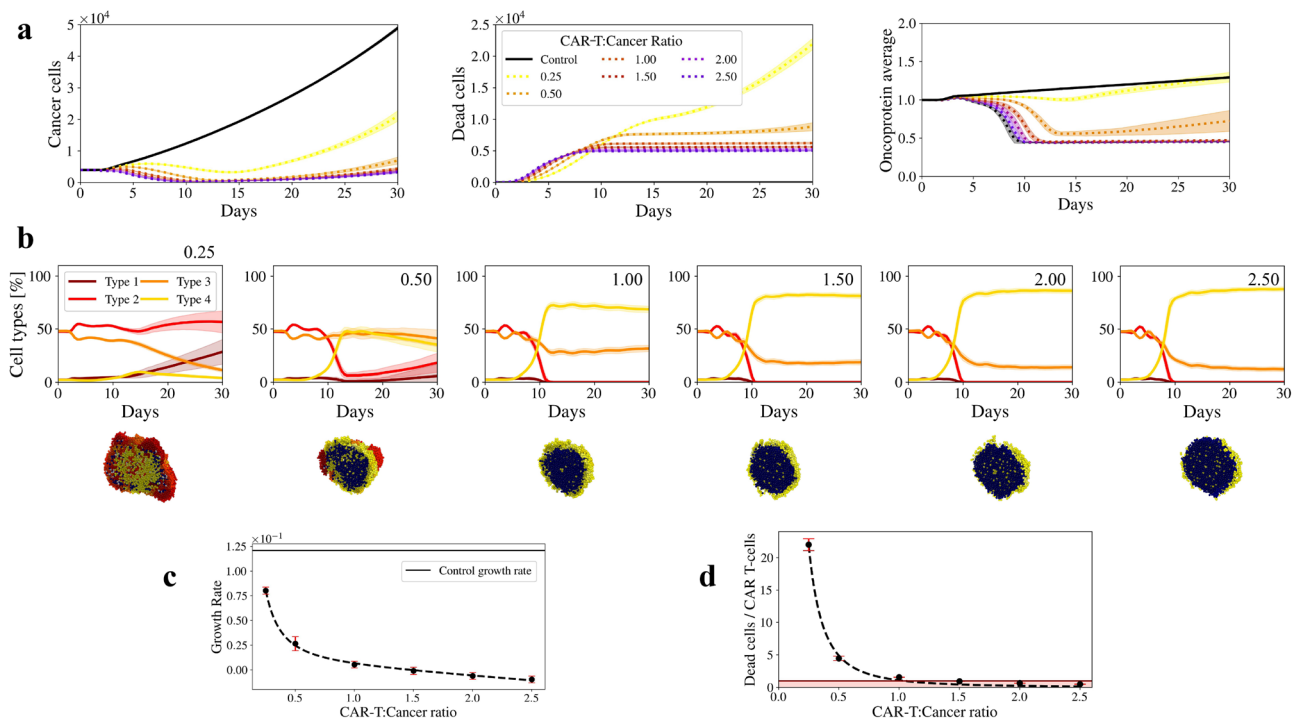 a
×10⁴
5
4
3
2
1
0
Cancer cells
0 5 10 15 20 25 30
Days
×10⁴
2.5
2.0
1.5
1.0
0.5
0.0
Dead cells
CAR-T:Cancer Ratio
Control 1.00 2.00
0.25 1.50 2.50
0.50
0 5 10 15 20 25 30
Days
2.0
1.5
1.0
0.5
0.0
Oncoprotein average
0 10 20 30
Days
b
0.25
100
50
0
Cell types [%]
Type 1 Type 3
Type 2 Type 4
0 10 20 30
Days
0.50
100
50
0
0 10 20 30
Days
1.00
100
50
0
0 10 20 30
Days
1.50
100
50
0
0 10 20 30
Days
2.00
100
50
0
0 10 20 30
Days
2.50
100
50
0
0 10 20 30
Days
c
×10⁻¹
1.25
1.00
0.75
0.50
0.25
0.00
Growth Rate
Control growth rate
0.5 1.0 1.5 2.0 2.5
CAR-T:Cancer ratio
d
20
15
10
5
0
Dead cells / CAR T-cells
0.0 0.5 1.0 1.5 2.0 2.5
CAR-T:Cancer ratio